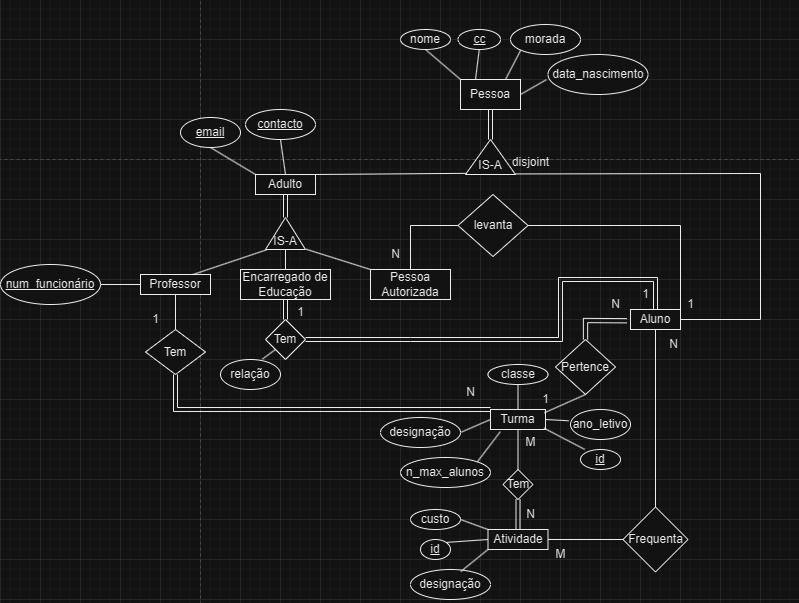 nome
cc
morada
data_nascimento
Pessoa
email
contacto
IS-A
disjoint
Adulto
levanta
IS-A
N
num_funcionário
Professor
Encarregado de
Educação
Pessoa
Autorizada
1
N
1
1
1
Aluno
Tem
Tem
N
relação
classe
Pertence
N
1
designação
Turma
ano_letivo
M
id
n_max_alunos
Tem
custo
N
id
Atividade
Frequenta
M
designação